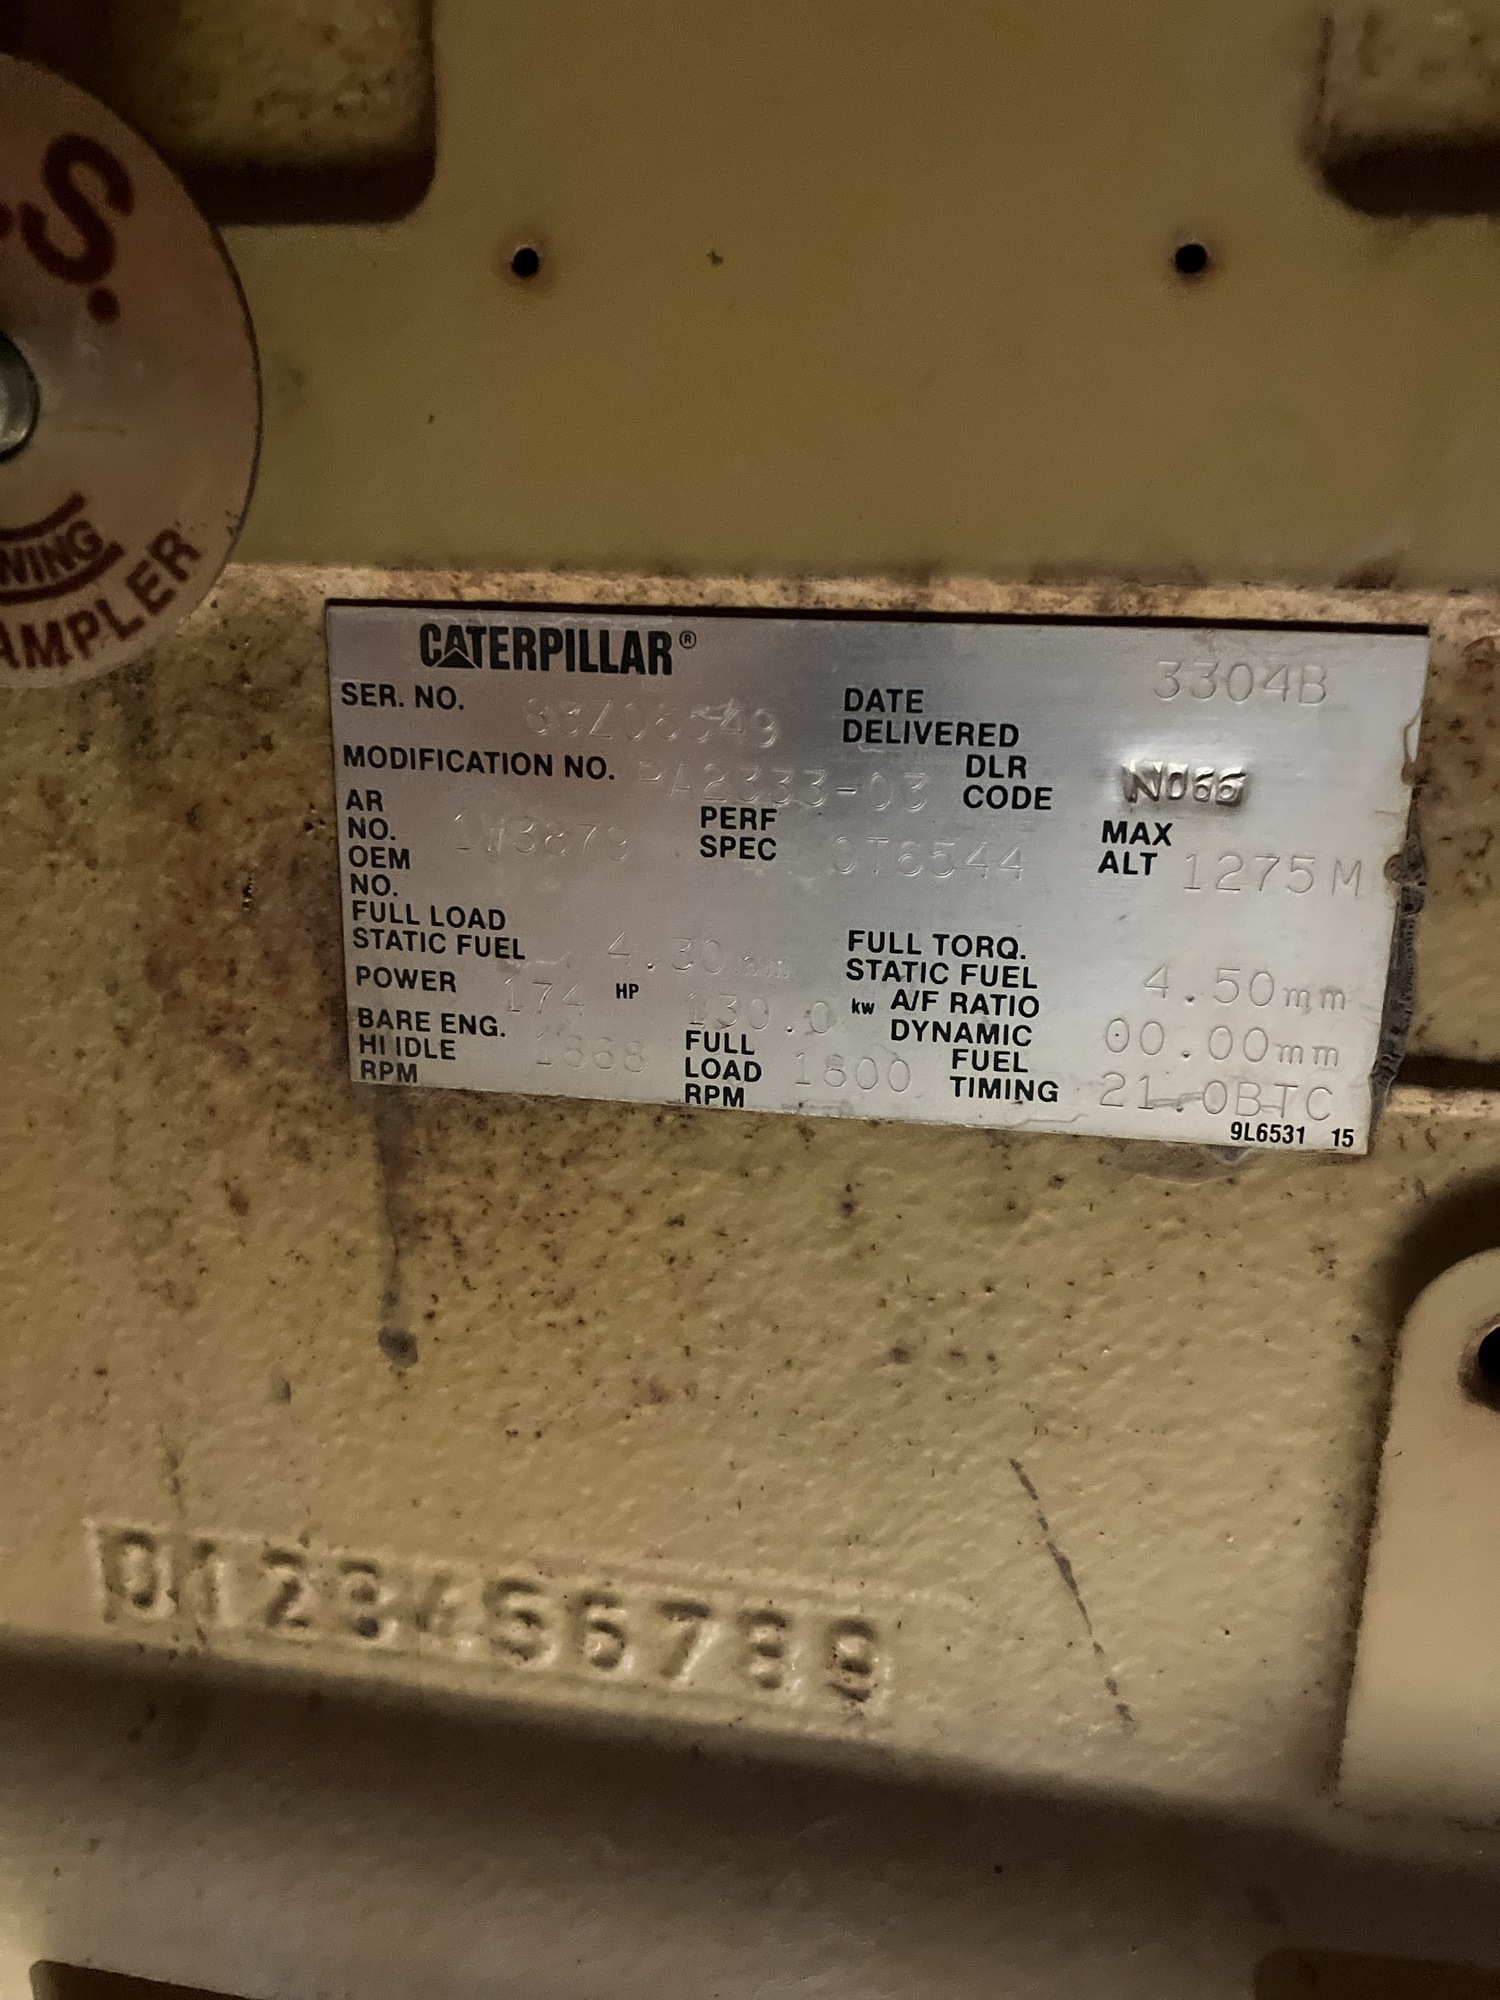 S.
NING
AMPLER
CATERPILLAR®
3304B
SER. NO.
DATE DELIVERED
MODIFICATION NO. PA2333-03
DLR CODE N066
AR NO. 1W3879
PERF SPEC 0T6544
MAX ALT 1275M
OEM NO.
FULL LOAD STATIC FUEL 4.30mm
FULL TORQ. STATIC FUEL 4.50mm
POWER 174 HP 130.0 kw
A/F RATIO DYNAMIC 00.00mm
BARE ENG. HI IDLE RPM 1868
FULL LOAD RPM 1800
FUEL TIMING 21.0BTC
9L6531 15
0123456789